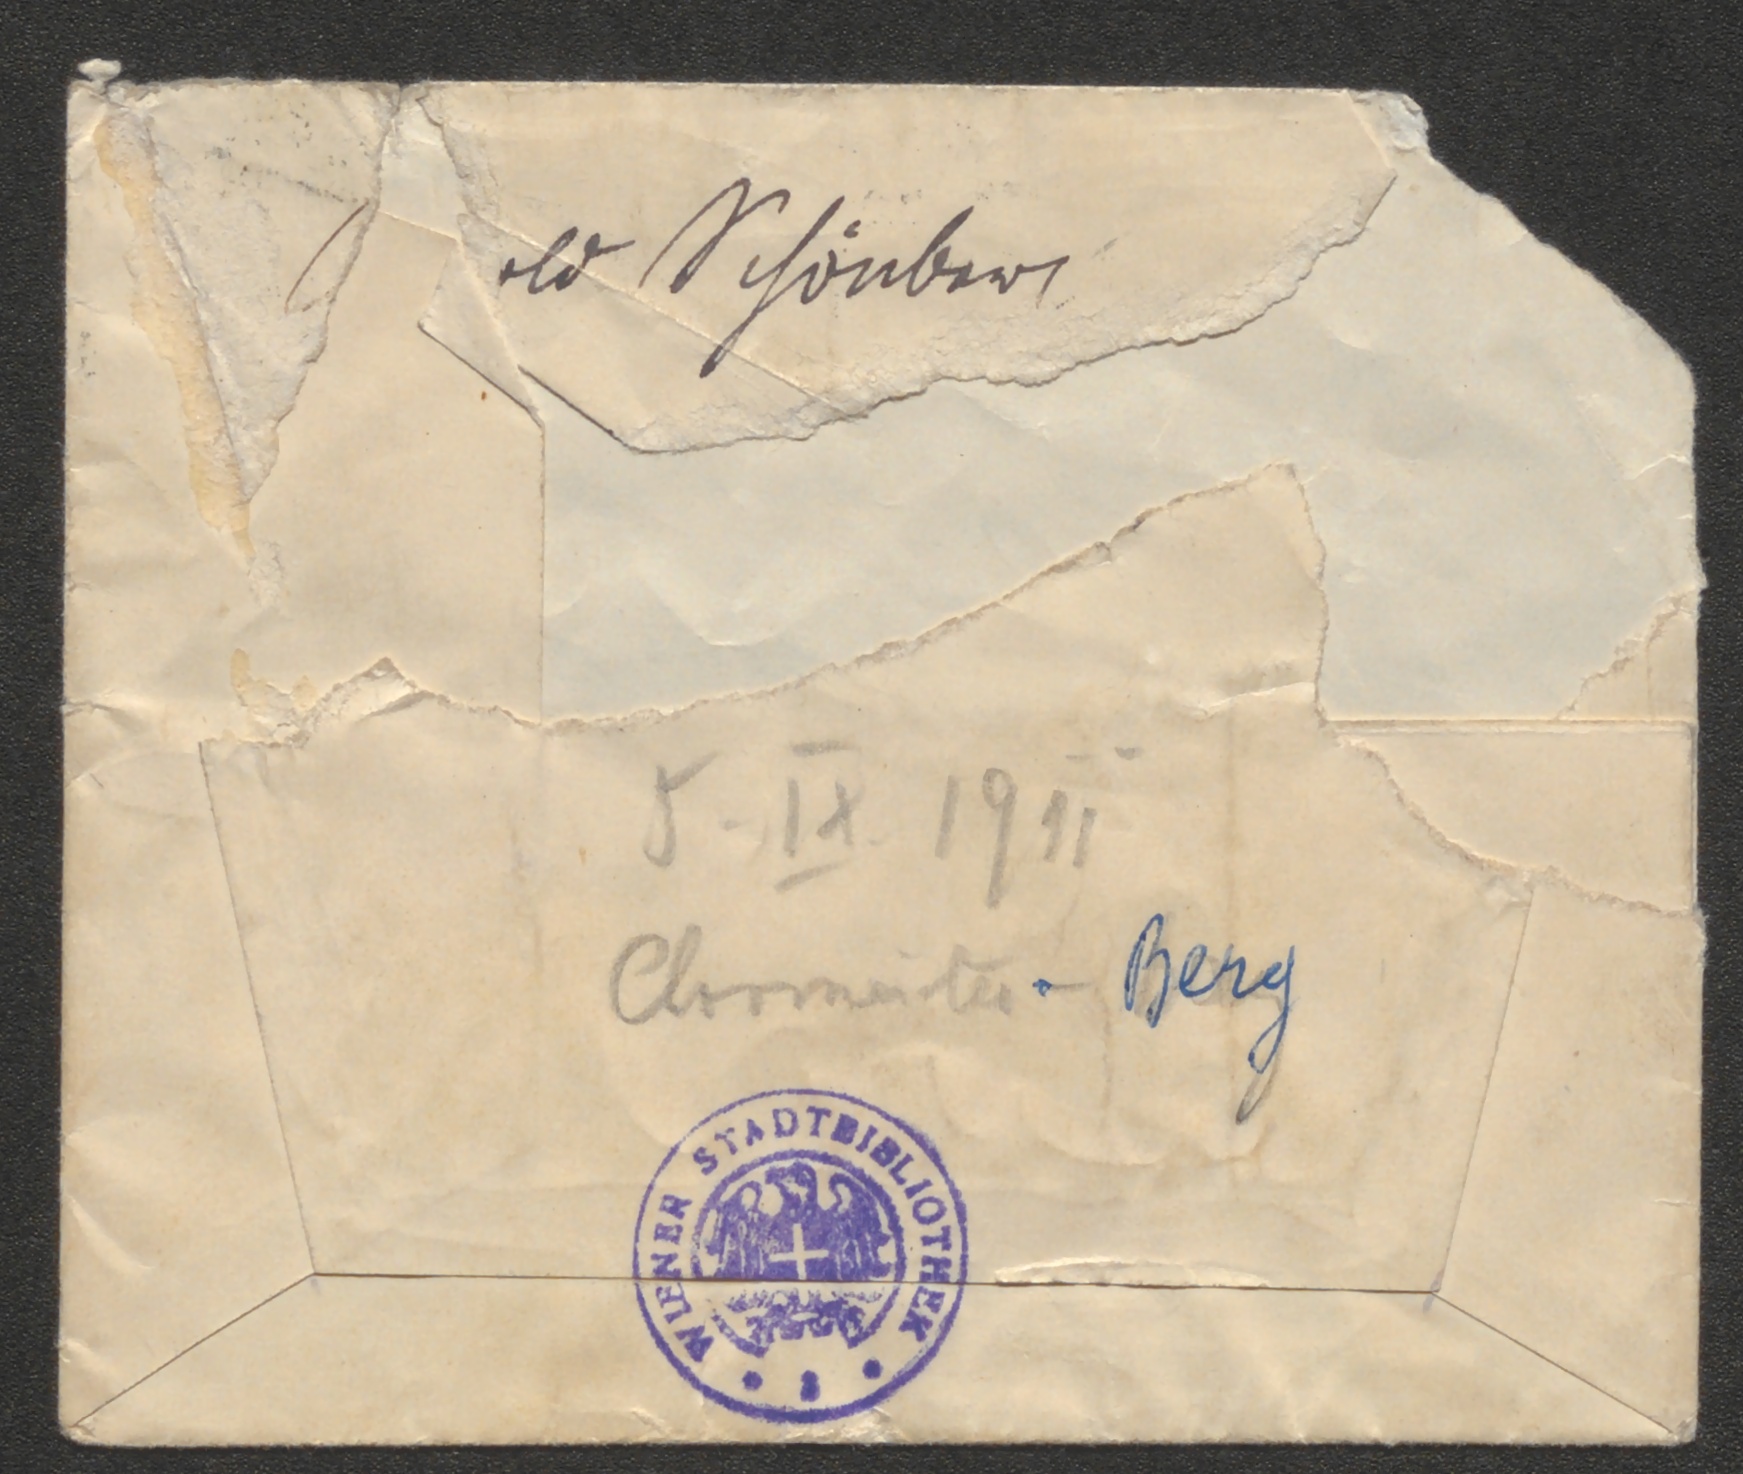 old Schönberg
5. IX. 1911
Chormeister - Berg
WIENER STADTBIBLIOTHEK